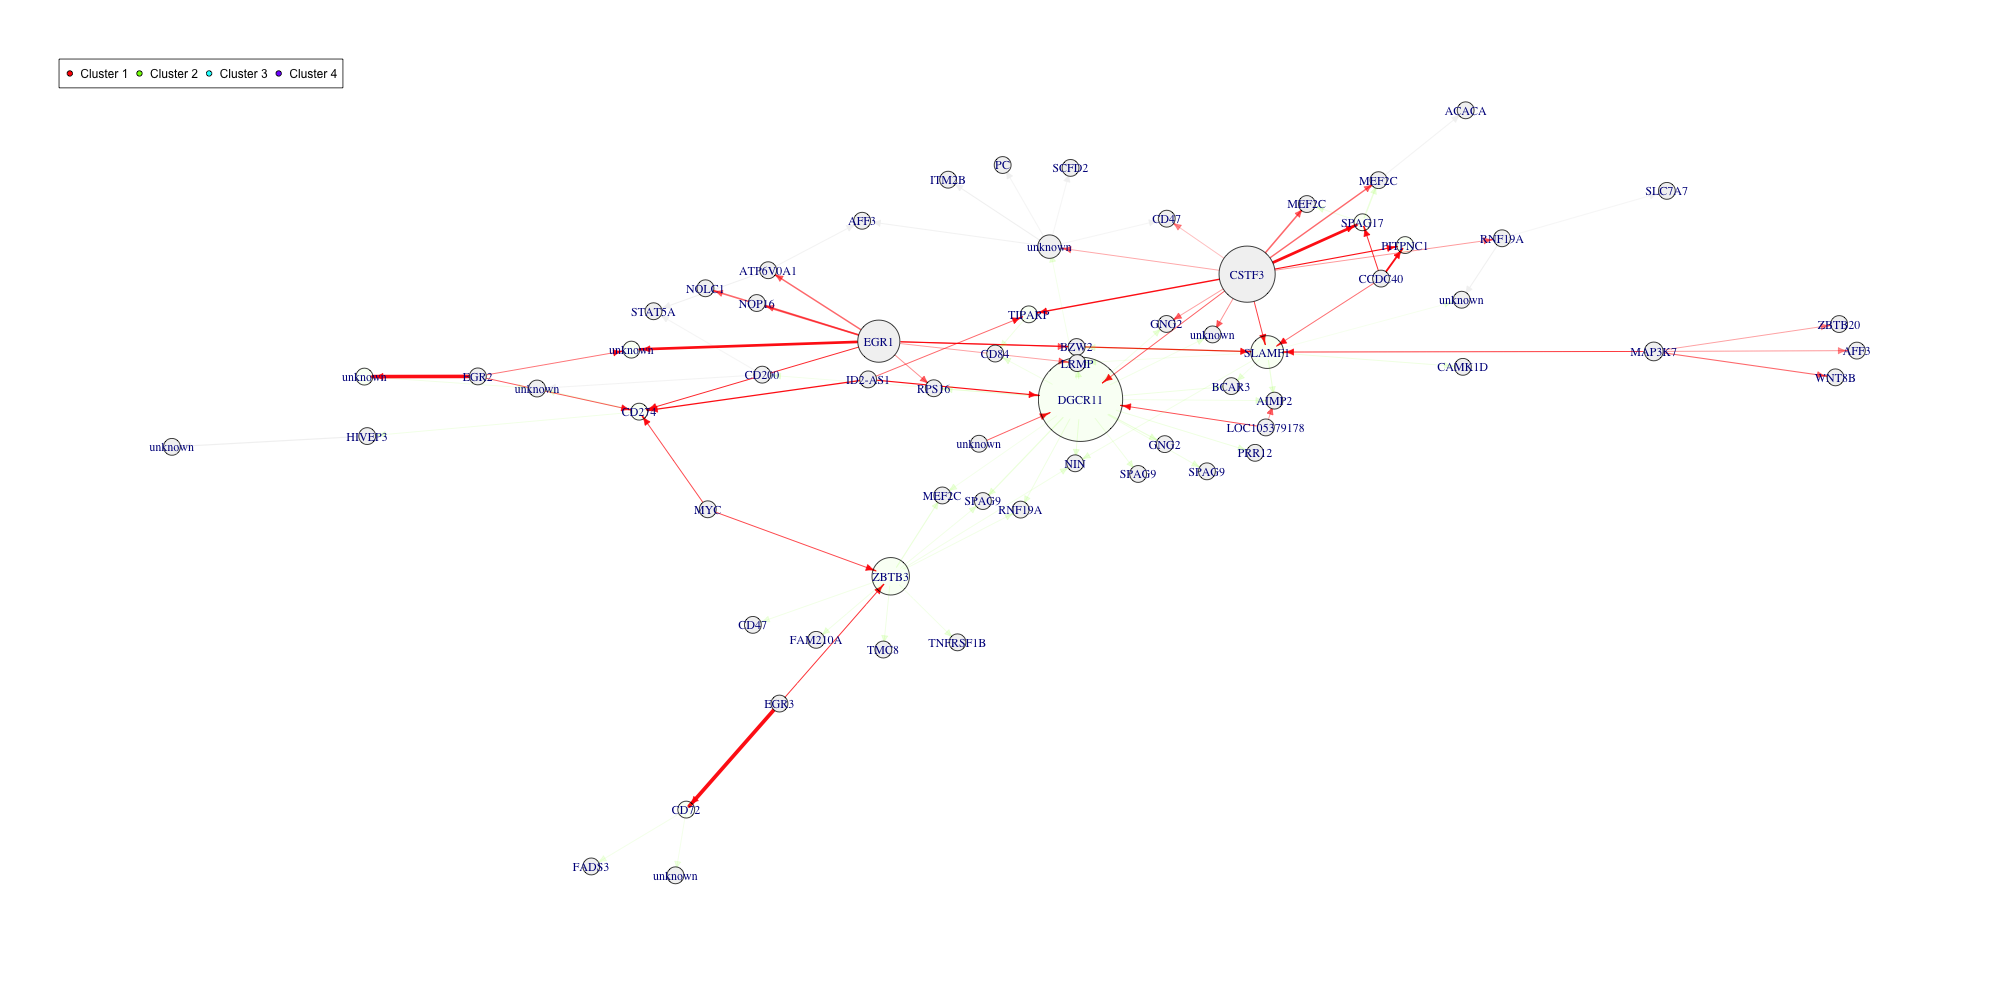 Cluster 1 Cluster 2 Cluster 3 Cluster 4
ACACA
PC
SCFD2
ITM2B
MEF2C
SLC7A7
MEF2C
AFF3
CD47
SPAG17
RNF19A
unknown
PITPNC1
ATP6V0A1
CSTF3
CCDC40
NOLC1
NOP16
unknown
STAT5A
TIPARP
GNG2
ZBTB20
unknown
EGR1
BZW2
unknown
CD84
SLAMF1
MAP3K7
AFF3
LRMP
CAMK1D
unknown
EGR2
CD200
ID2-AS1
WNT8B
unknown
RPS16
BCAR3
DGCR11
AIMP2
CD274
LOC105379178
HIVEP3
unknown
unknown
GNG2
PRR12
NIN
SPAG9
SPAG9
MEF2C
SPAG9
RNF19A
MYC
ZBTB3
CD47
FAM210A
TMC8
TNFRSF1B
EGR3
CD72
FADS3
unknown